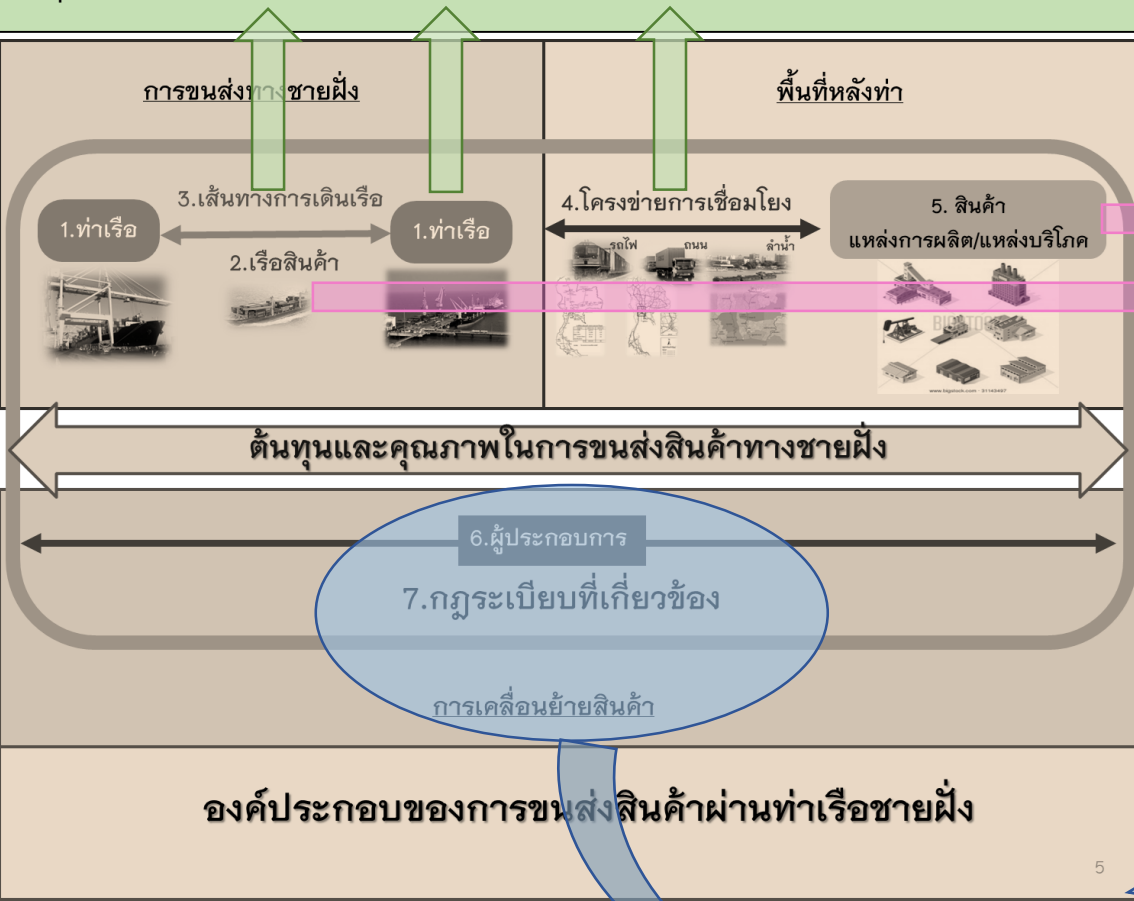 การขนส่งทางชายฝั่ง
พื้นที่หลังท่า
3.เส้นทางการเดินเรือ
1.ท่าเรือ
1.ท่าเรือ
2.เรือสินค้า
4.โครงข่ายการเชื่อมโยง
รถไฟ
ถนน
ลำน้ำ
5. สินค้า
แหล่งการผลิต/แหล่งบริโภค
BIGSTOCK
www.bigstock.com · 31143467
ต้นทุนและคุณภาพในการขนส่งสินค้าทางชายฝั่ง
6.ผู้ประกอบการ
7.กฎระเบียบที่เกี่ยวข้อง
การเคลื่อนย้ายสินค้า
องค์ประกอบของการขนส่งสินค้าผ่านท่าเรือชายฝั่ง
5